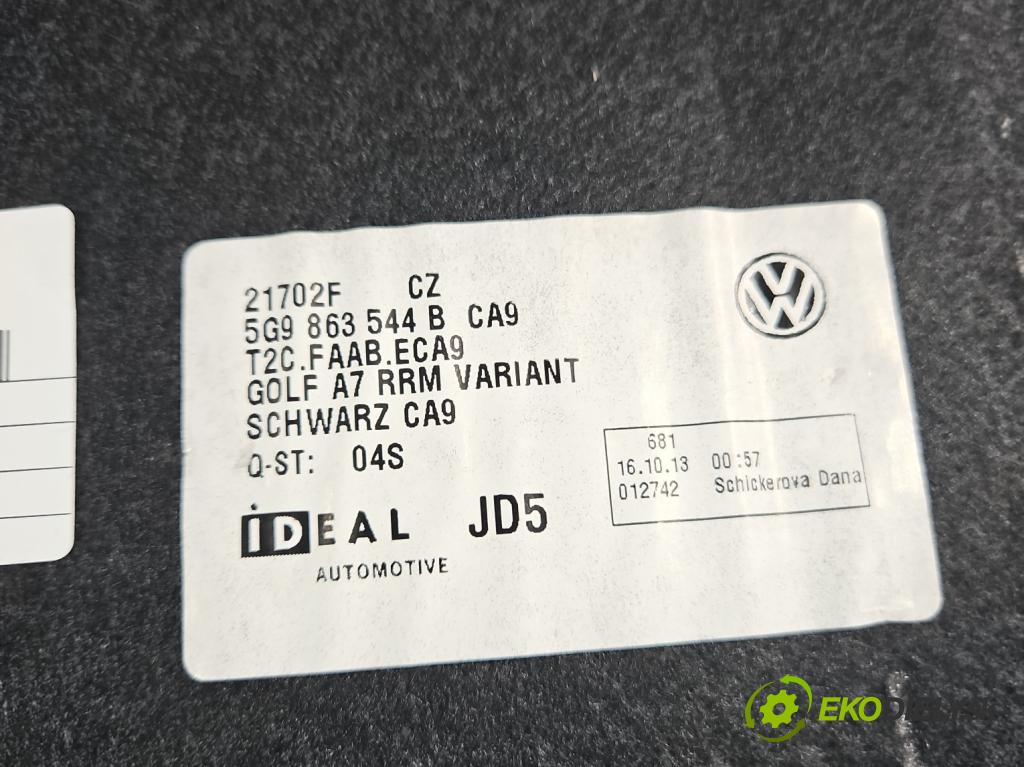 21702F CZ
5G9 863 544 B CA9
T2C.FAAB.ECA9
GOLF A7 RRM VARIANT
SCHWARZ CA9
Q-ST: 04S
681
16.10.13 00:57
012742 Schickerova Dana
iDEAL JD5
AUTOMOTIVE
EKO